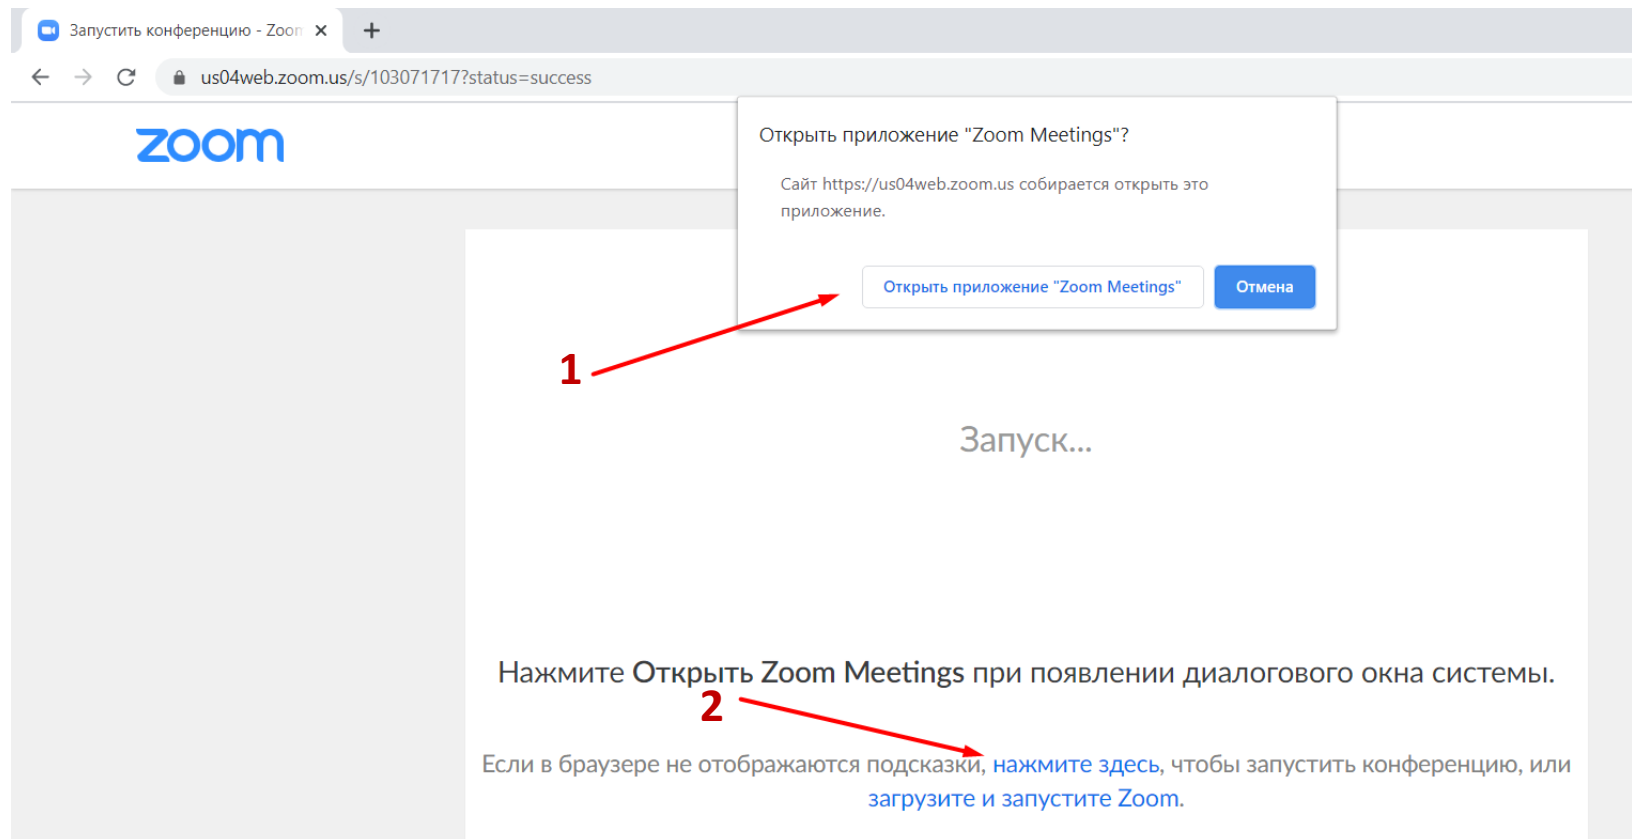 Запустить конференцию - Zoom
us04web.zoom.us/s/103071717?status=success
zoom
Открыть приложение "Zoom Meetings"?
Сайт https://us04web.zoom.us собирается открыть это
приложение.
Открыть приложение "Zoom Meetings" Отмена
1
Запуск...
Нажмите Открыть Zoom Meetings при появлении диалогового окна системы.
2
Если в браузере не отображаются подсказки, нажмите здесь, чтобы запустить конференцию, или
загрузите и запустите Zoom.